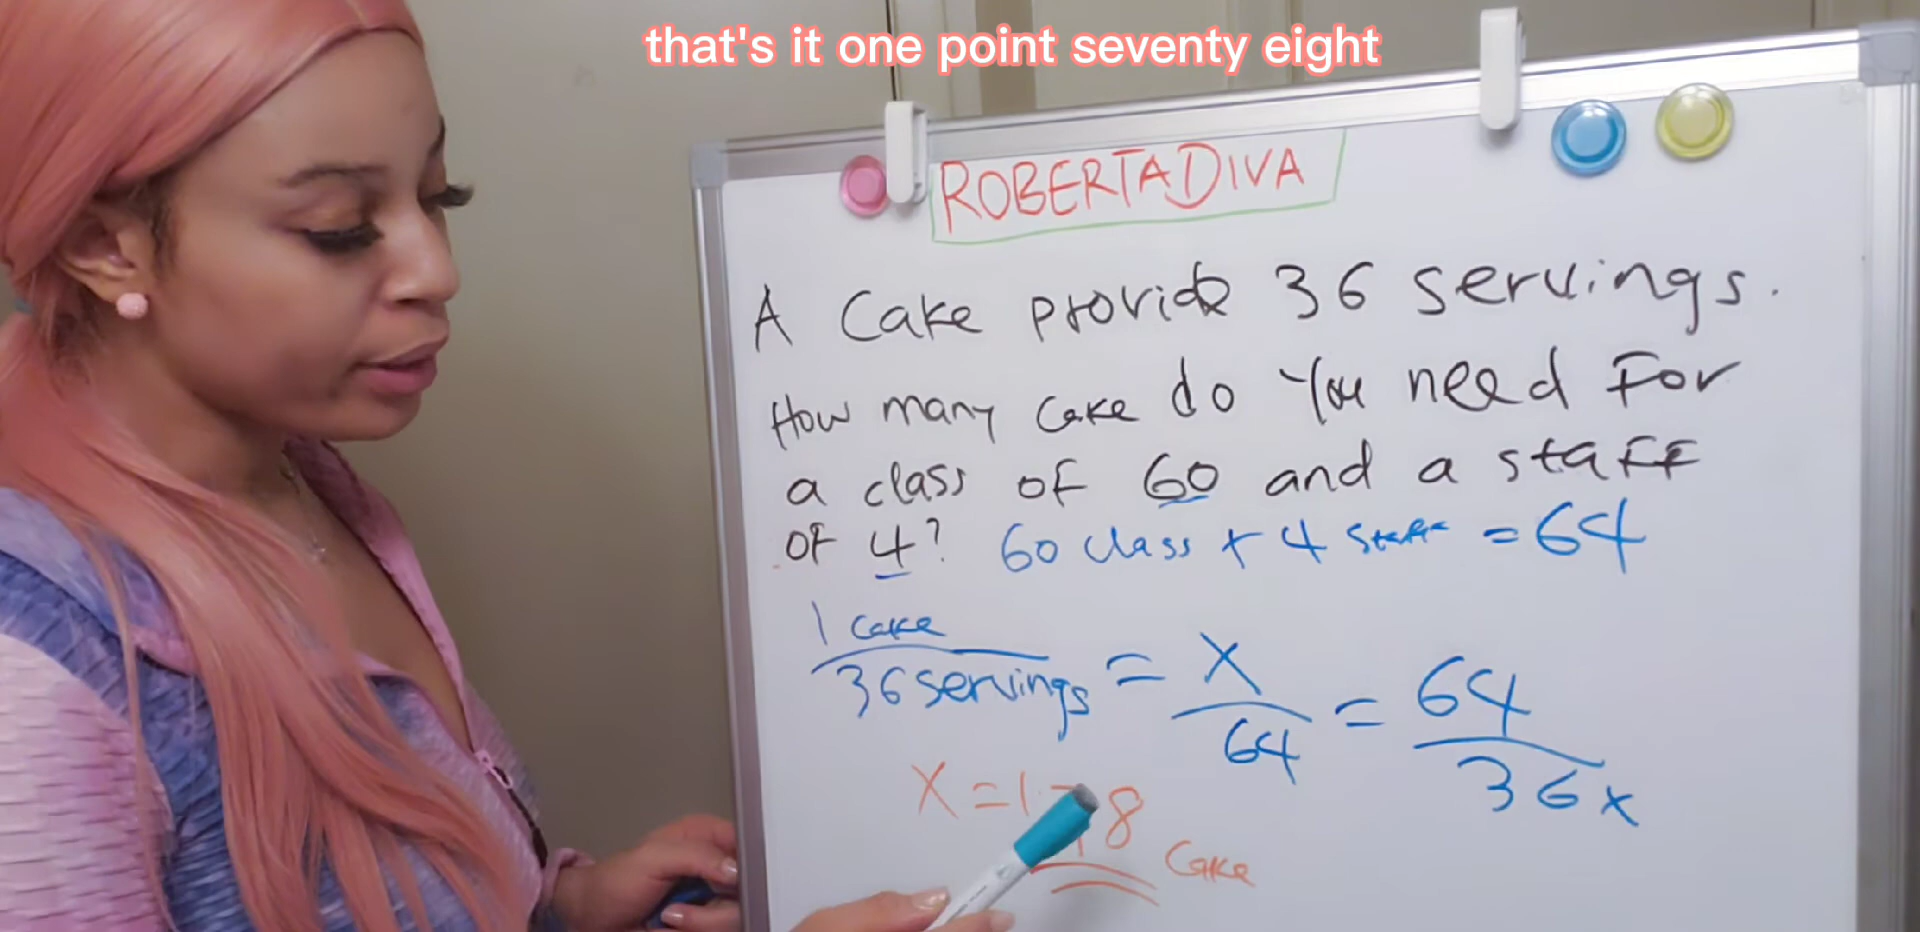 that's it one point seventy eight
ROBERTADIVA
A Cake provide 36 servings.
How many cake do You need For
a class of 60 and a staff
of 4? 60 class + 4 staff = 64
1 cake
36 servings = X
64 = 64
36x
X = 1.78
Cake